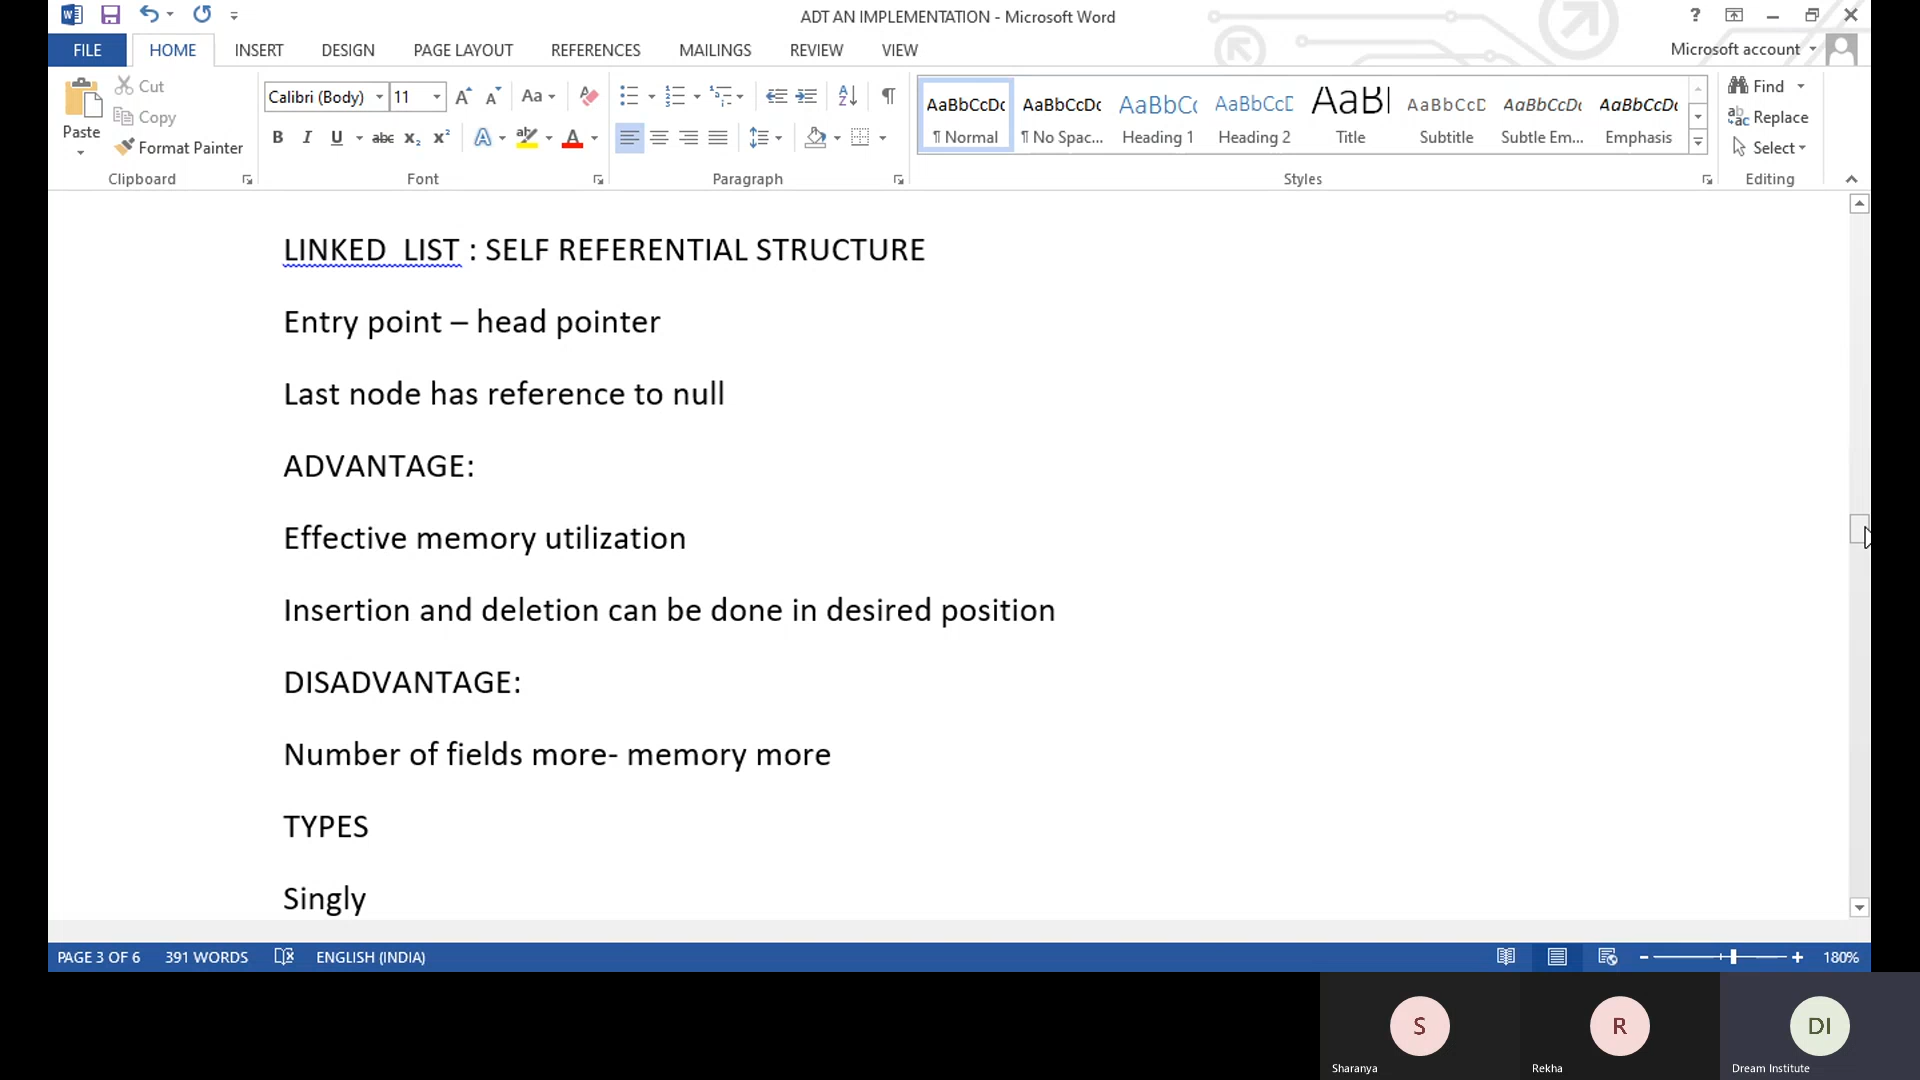 ADT AN IMPLEMENTATION - Microsoft Word
FILE HOME INSERT DESIGN PAGE LAYOUT REFERENCES MAILINGS REVIEW VIEW Microsoft account
Paste Cut Copy Format Painter
Calibri (Body) 11 Aa
B I U abc x₂ x² A A
AaBbCcDc AaBbCcDc AaBbCc AaBbCcD AaBl AaBbCcD AaBbCcDc AaBbCcDc
¶ Normal ¶ No Spac... Heading 1 Heading 2 Title Subtitle Subtle Em... Emphasis
Find
Replace
Select
Clipboard Font Paragraph Styles Editing
LINKED LIST : SELF REFERENTIAL STRUCTURE
Entry point – head pointer
Last node has reference to null
ADVANTAGE:
Effective memory utilization
Insertion and deletion can be done in desired position
DISADVANTAGE:
Number of fields more- memory more
TYPES
Singly
PAGE 3 OF 6 391 WORDS ENGLISH (INDIA) 180%
S R DI
Sharanya Rekha Dream Institute